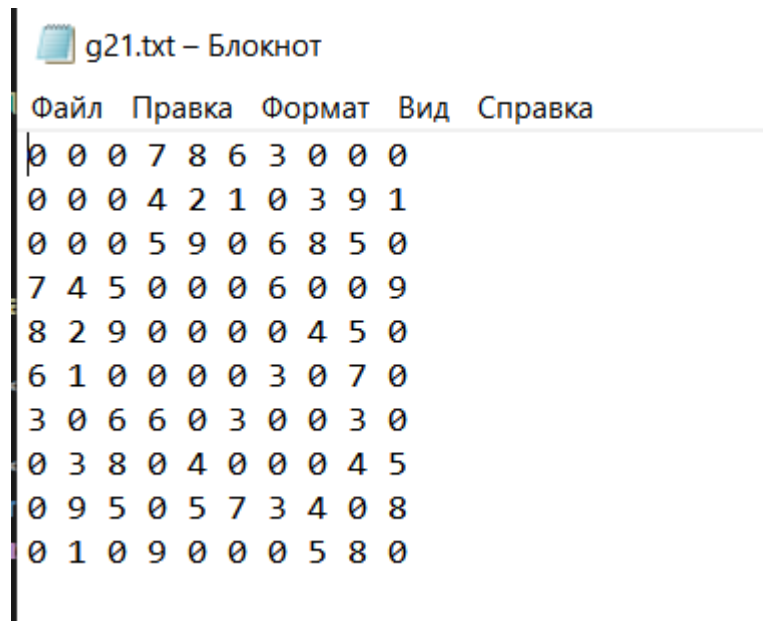 g21.txt – Блокнот
Файл Правка Формат Вид Справка
0 0 0 7 8 6 3 0 0 0
0 0 0 4 2 1 0 3 9 1
0 0 0 5 9 0 6 8 5 0
7 4 5 0 0 0 6 0 0 9
8 2 9 0 0 0 0 4 5 0
6 1 0 0 0 0 3 0 7 0
3 0 6 6 0 3 0 0 3 0
0 3 8 0 4 0 0 0 4 5
0 9 5 0 5 7 3 4 0 8
0 1 0 9 0 0 0 5 8 0